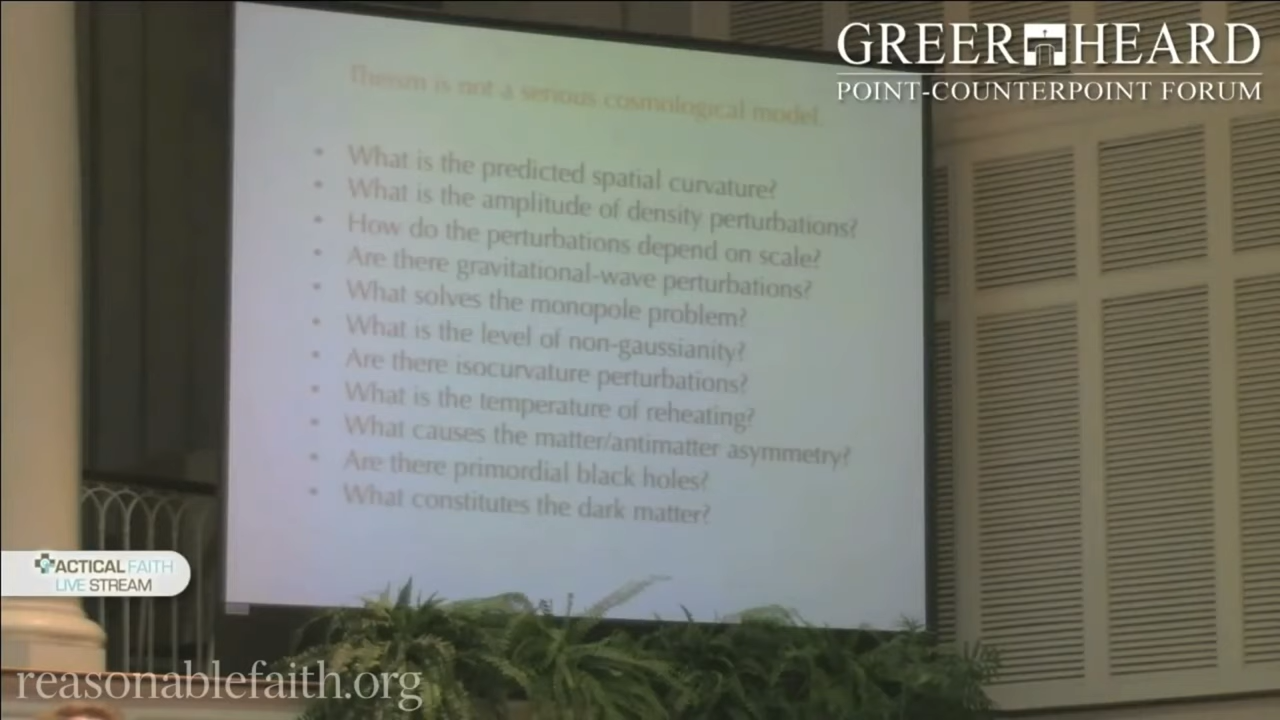 GREER HEARD
POINT-COUNTERPOINT FORUM
Theism is not a serious cosmological model.
• What is the predicted spatial curvature?
• What is the amplitude of density perturbations?
• How do the perturbations depend on scale?
• Are there gravitational-wave perturbations?
• What solves the monopole problem?
• What is the level of non-gaussianity?
• Are there isocurvature perturbations?
• What is the temperature of reheating?
• What causes the matter/antimatter asymmetry?
• Are there primordial black holes?
• What constitutes the dark matter?
TACTICAL FAITH
LIVE STREAM
reasonablefaith.org